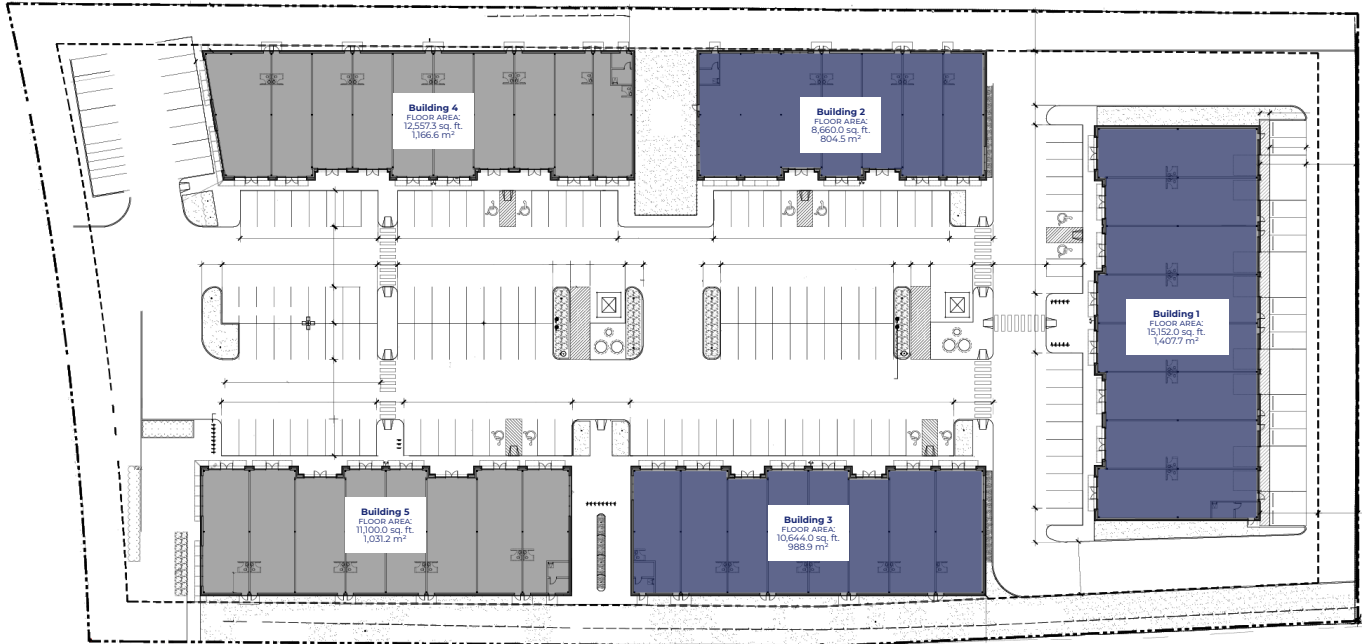 Building 4
FLOOR AREA:
12,557.3 sq. ft.
1,166.6 m²
Building 2
FLOOR AREA:
8,660.0 sq. ft.
804.5 m²
Building 1
FLOOR AREA:
15,152.0 sq. ft.
1,407.7 m²
Building 5
FLOOR AREA:
11,100.0 sq. ft.
1,031.2 m²
Building 3
FLOOR AREA:
10,644.0 sq. ft.
988.9 m²